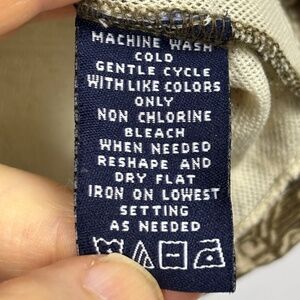 MACHINE WASH
COLD
GENTLE CYCLE
WITH LIKE COLORS
ONLY
NON CHLORINE
BLEACH
WHEN NEEDED
RESHAPE AND
DRY FLAT
IRON ON LOWEST
SETTING
AS NEEDED